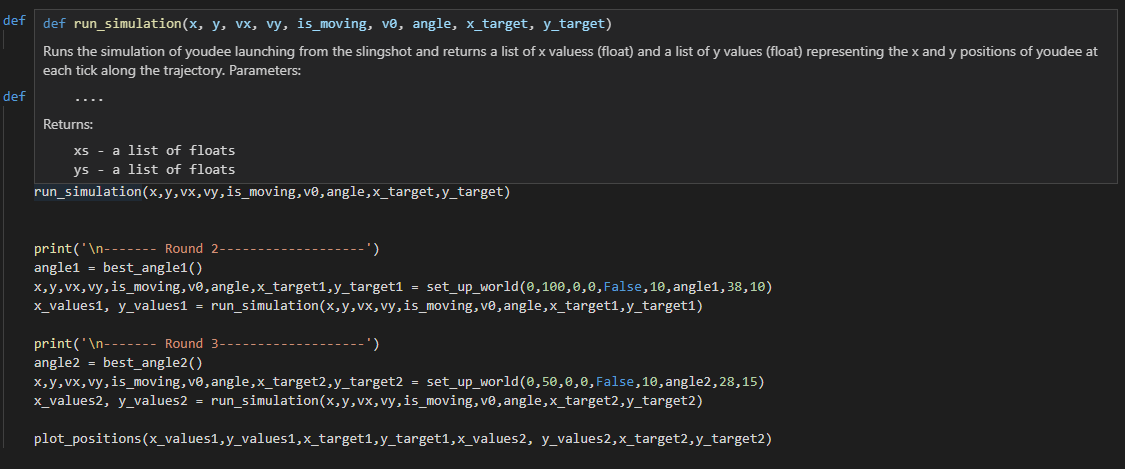 def
def run_simulation(x, y, vx, vy, is_moving, v0, angle, x_target, y_target)
Runs the simulation of youdee launching from the slingshot and returns a list of x valuess (float) and a list of y values (float) representing the x and y positions of youdee at
each tick along the trajectory. Parameters:
def
....
Returns:
xs - a list of floats
ys - a list of floats
run_simulation(x,y,vx,vy,is_moving,v0,angle,x_target,y_target)
print('\n------- Round 2-------------------')
angle1 = best_angle1()
x,y,vx,vy,is_moving,v0,angle,x_target1,y_target1 = set_up_world(0,100,0,0,False,10,angle1,38,10)
x_values1, y_values1 = run_simulation(x,y,vx,vy,is_moving,v0,angle,x_target1,y_target1)
print('\n------- Round 3-------------------')
angle2 = best_angle2()
x,y,vx,vy,is_moving,v0,angle,x_target2,y_target2 = set_up_world(0,50,0,0,False,10,angle2,28,15)
x_values2, y_values2 = run_simulation(x,y,vx,vy,is_moving,v0,angle,x_target2,y_target2)
plot_positions(x_values1,y_values1,x_target1,y_target1,x_values2, y_values2,x_target2,y_target2)